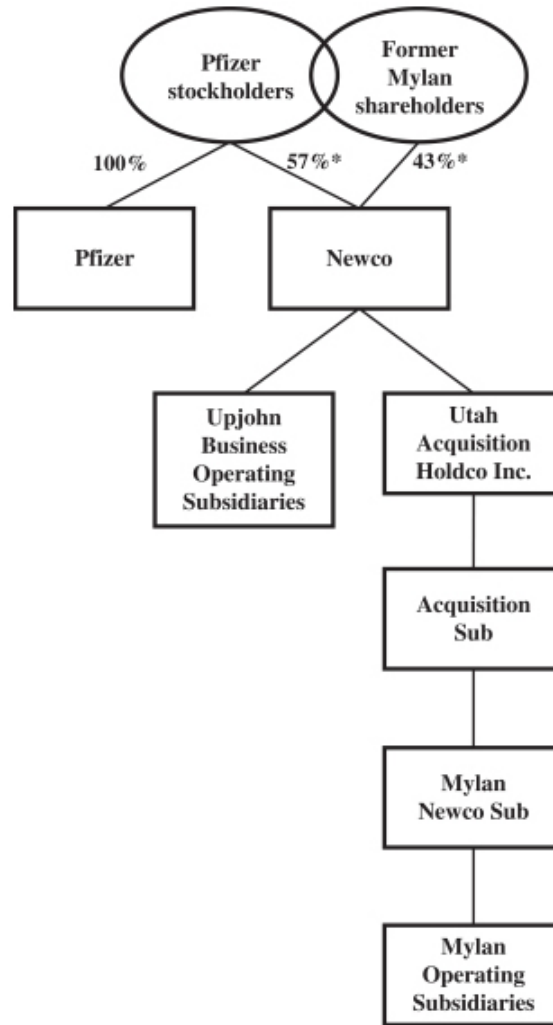 Pfizer
stockholders
Former
Mylan
shareholders
100%
57%*
43%*
Pfizer
Newco
Upjohn
Business
Operating
Subsidiaries
Utah
Acquisition
Holdco Inc.
Acquisition
Sub
Mylan
Newco Sub
Mylan
Operating
Subsidiaries